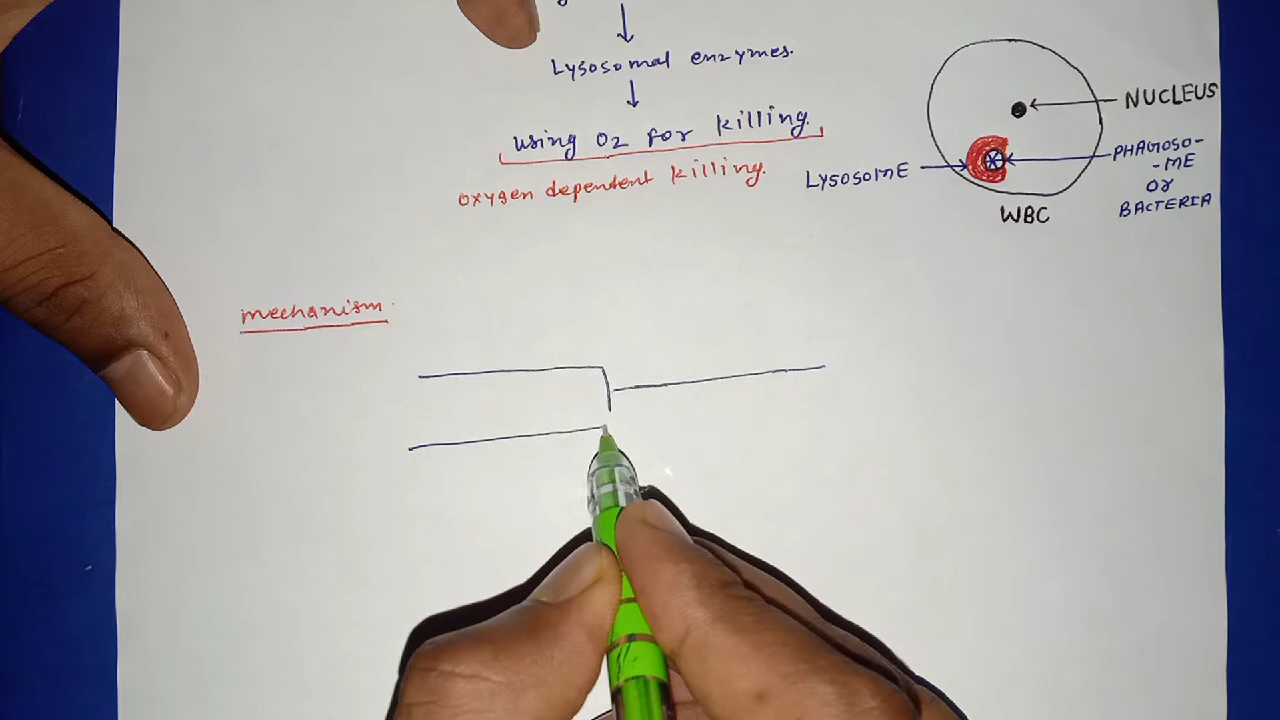 Lysosomal enzymes.
using O2 for killing.
oxygen dependent killing.
NUCLEUS
LYSOSOME
PHAGOSO-
-ME
or
BACTERIA
WBC
mechanism.